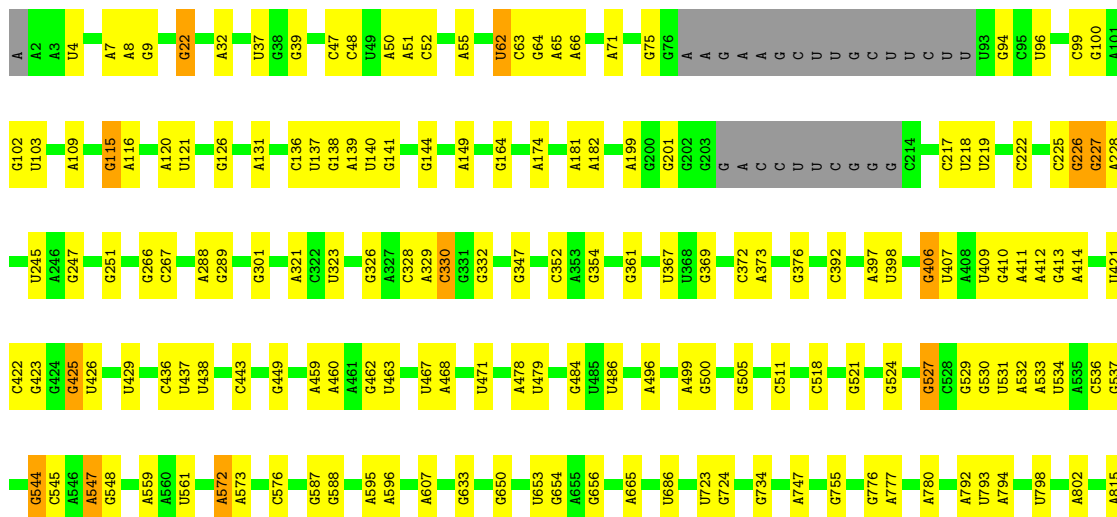 A A2 A3 U4 A7 A8 G9 G22 A32 U37 G38 G39 C47 C48 U49 A50 A51 C52 A55 U62 C63 G64 A65 A66 A71 G75 G76 A A G A A G C U U G C U U C U U U93 G94 C95 U96 C99 G100 A101
G102 U103 A109 G115 A116 A120 U121 G126 A131 C136 U137 G138 A139 U140 G141 G144 A149 G164 A174 A181 A182 A199 G200 G201 G202 G203 G A C C U U C G G G C214 C217 U218 U219 C222 C225 G226 G227 A228
U245 A246 G247 G251 G266 C267 A288 G289 G301 A321 C322 U323 G326 A327 C328 A329 C330 G331 G332 G347 C352 A353 G354 G361 U367 U368 G369 C372 A373 G376 C392 A397 U398 G406 U407 A408 U409 G410 A411 A412 G413 A414 U421
C422 G423 G424 G425 U426 U429 C436 U437 U438 C443 G449 A459 A460 A461 G462 U463 U467 A468 U471 A478 U479 G484 U485 U486 A496 A499 G500 G505 C511 C518 G521 G524 G527 C528 G529 G530 U531 A532 A533 U534 A535 C536 G537
G544 C545 A546 A547 G548 A559 A560 U561 A572 A573 C576 G587 G588 A595 A596 A607 G633 G650 U653 G654 A655 G656 A665 U686 U723 G724 G734 A747 G755 G776 A777 A780 A792 U793 A794 U798 A802 A815